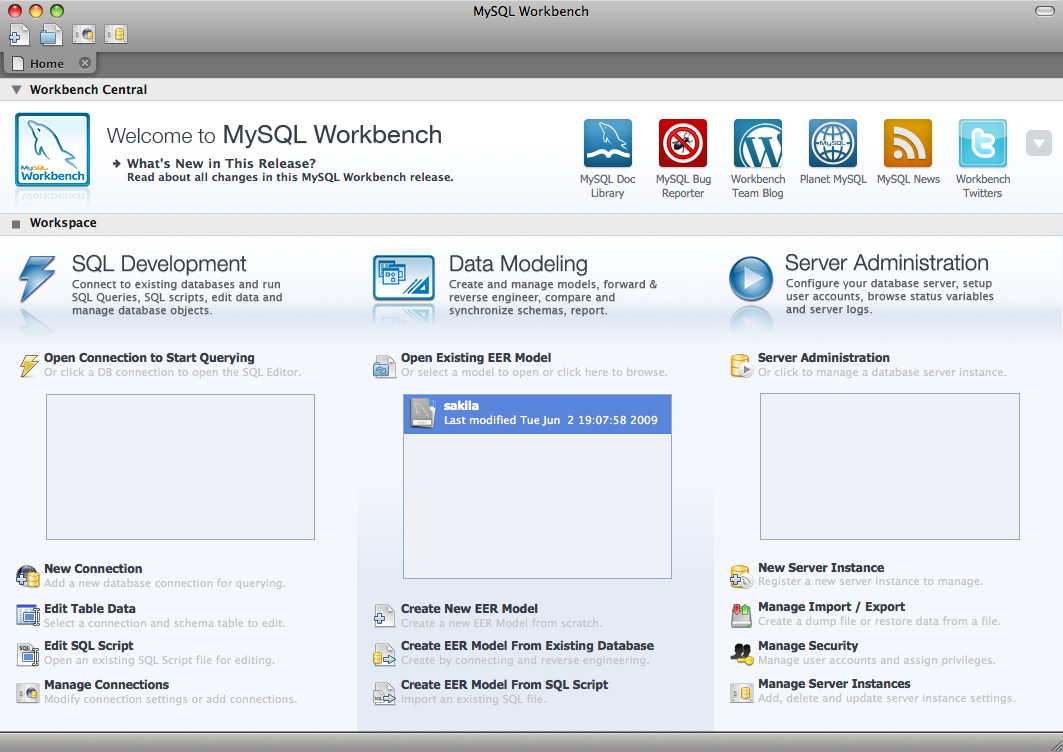 MySQL Workbench
Home
Workbench Central
MySQL
Workbench
Welcome to MySQL Workbench
What's New in This Release?
Read about all changes in this MySQL Workbench release.
MySQL Doc
Library
MySQL Bug
Reporter
Workbench
Team Blog
MySQL
Planet MySQL
MySQL News
Workbench
Twitters
Workspace
SQL Development
Connect to existing databases and run
SQL Queries, SQL scripts, edit data and
manage database objects.
Open Connection to Start Querying
Or click a DB connection to open the SQL Editor.
New Connection
Add a new database connection for querying.
Edit Table Data
Select a connection and schema table to edit.
SQL
Edit SQL Script
Open an existing SQL Script file for editing.
Manage Connections
Modify connection settings or add connections.
Data Modeling
Create and manage models, forward &
reverse engineer, compare and
synchronize schemas, report.
Open Existing EER Model
Or select a model to open or click here to browse.
sakila
Last modified Tue Jun  2 19:07:58 2009
Create New EER Model
Create a new EER Model from scratch.
Create EER Model From Existing Database
Create by connecting and reverse engineering.
Create EER Model From SQL Script
Import an existing SQL file.
Server Administration
Configure your database server, setup
user accounts, browse status variables
and server logs.
Server Administration
Or click to manage a database server instance.
New Server Instance
Register a new server instance to manage.
Manage Import / Export
Create a dump file or restore data from a file.
Manage Security
Manage user accounts and assign privileges.
Manage Server Instances
Add, delete and update server instance settings.